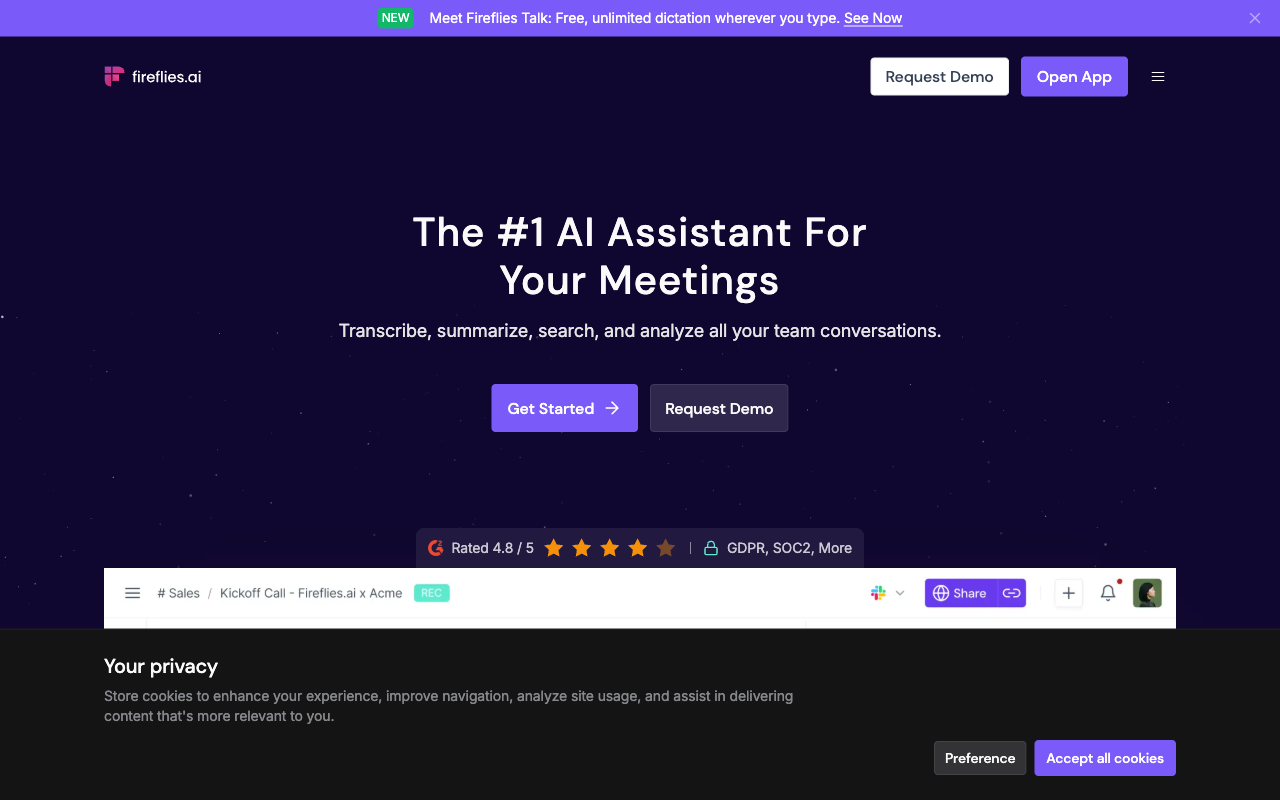 NEW Meet Fireflies Talk: Free, unlimited dictation wherever you type. See Now
fireflies.ai
Request Demo
Open App
The #1 AI Assistant For
Your Meetings
Transcribe, summarize, search, and analyze all your team conversations.
Get Started
Request Demo
Rated 4.8 / 5
GDPR, SOC2, More
# Sales / Kickoff Call - Fireflies.ai x Acme REC
Share
Your privacy
Store cookies to enhance your experience, improve navigation, analyze site usage, and assist in delivering
content that's more relevant to you.
Preference
Accept all cookies